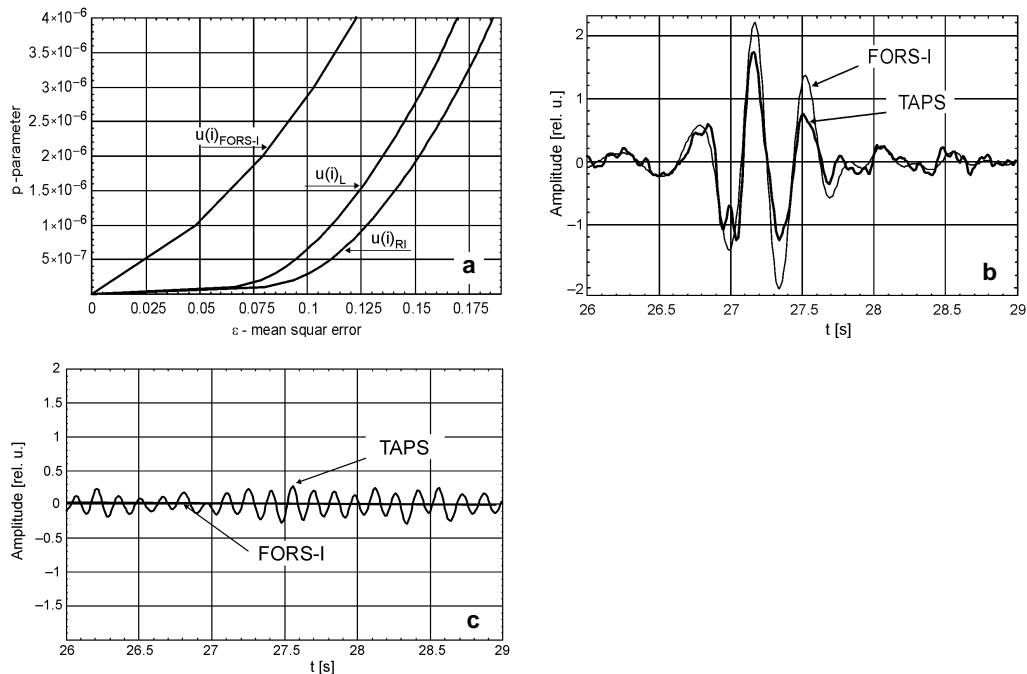 4×10⁻⁶
3.5×10⁻⁶
3×10⁻⁶
2.5×10⁻⁶
2×10⁻⁶
1.5×10⁻⁶
1×10⁻⁶
5×10⁻⁷
p -parameter
u(i)FORS-I
u(i)L
u(i)RI
a
0 0.025 0.05 0.075 0.1 0.125 0.15 0.175
ε - mean squar error
2
1
0
−1
−2
Amplitude [rel. u.]
FORS-I
TAPS
b
26 26.5 27 27.5 28 28.5 29
t [s]
2
1.5
1
0.5
0
−0.5
−1
−1.5
Amplitude [rel. u.]
TAPS
FORS-I
c
26 26.5 27 27.5 28 28.5 29
t [s]